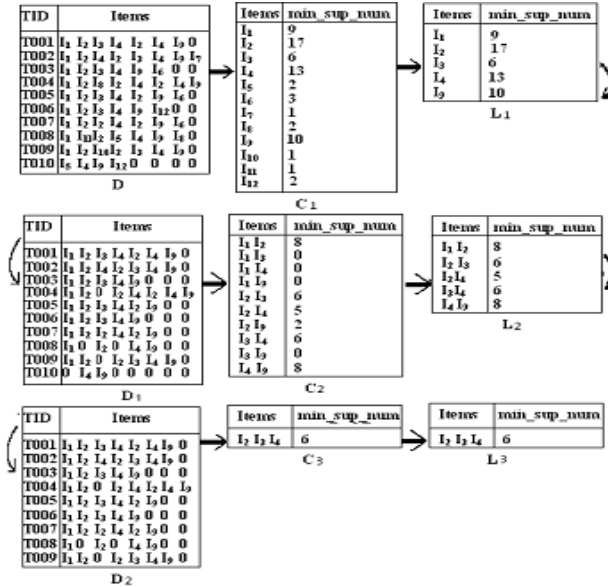 TID Items
T001 I₁ I₂ I₃ I₄ I₂ I₄ I₉ 0
T002 I₁ I₂ I₄ I₂ I₃ I₄ I₉ I₇
T003 I₁ I₂ I₃ I₄ I₉ I₆ 0 0
T004 I₁ I₂ I₈ I₂ I₄ I₂ I₄ I₉
T005 I₁ I₂ I₃ I₄ I₂ I₉ I₆ 0
T006 I₁ I₂ I₃ I₄ I₉ I₁₂ 0 0
T007 I₁ I₂ I₂ I₄ I₂ I₉ I₆ 0
T008 I₁ I₁₁ I₂ I₅ I₄ I₉ I₈ 0
T009 I₁ I₂ I₁₀ I₂ I₃ I₄ I₉ 0
T010 I₅ I₄ I₉ I₁₂ 0 0 0 0
D
Items min_sup_num
I₁ 9
I₂ 17
I₃ 6
I₄ 13
I₅ 2
I₆ 3
I₇ 1
I₈ 2
I₉ 10
I₁₀ 1
I₁₁ 1
I₁₂ 2
C₁
Items min_sup_num
I₁ 9
I₂ 17
I₃ 6
I₄ 13
I₉ 10
L₁
TID Items
T001 I₁ I₂ I₃ I₄ I₂ I₄ I₉ 0
T002 I₁ I₂ I₄ I₂ I₃ I₄ I₉ 0
T003 I₁ I₂ I₃ I₄ I₉ 0 0 0
T004 I₁ I₂ 0 I₂ I₄ I₂ I₄ I₉
T005 I₁ I₂ I₃ I₄ I₂ I₉ 0 0
T006 I₁ I₂ I₃ I₄ I₉ 0 0 0
T007 I₁ I₂ I₂ I₄ I₂ I₉ 0 0
T008 I₁ 0 I₂ 0 I₄ I₉ 0 0
T009 I₁ I₂ 0 I₂ I₃ I₄ I₉ 0
T010 0 I₄ I₉ 0 0 0 0 0
D₁
Items min_sup_num
I₁ I₂ 8
I₁ I₃ 0
I₁ I₄ 0
I₁ I₉ 0
I₂ I₃ 6
I₂ I₄ 5
I₂ I₉ 2
I₃ I₄ 6
I₃ I₉ 0
I₄ I₉ 8
C₂
Items min_sup_num
I₁ I₂ 8
I₂ I₃ 6
I₂I₄ 5
I₃I₄ 6
I₄ I₉ 8
L₂
TID Items
T001 I₁ I₂ I₃ I₄ I₂ I₄ I₉ 0
T002 I₁ I₂ I₄ I₂ I₃ I₄ I₉ 0
T003 I₁ I₂ I₃ I₄ I₉ 0 0 0
T004 I₁ I₂ 0 I₂ I₄ I₂ I₄ I₉
T005 I₁ I₂ I₃ I₄ I₂ I₉ 0 0
T006 I₁ I₂ I₃ I₄ I₉ 0 0 0
T007 I₁ I₂ I₂ I₄ I₂ I₉ 0 0
T008 I₁ 0 I₂ 0 I₄ I₉ 0 0
T009 I₁ I₂ 0 I₂ I₃ I₄ I₉ 0
D₂
Items min_sup_num
I₂ I₃ I₄ 6
C₃
Items min_sup_num
I₂ I₃ I₄ 6
L₃